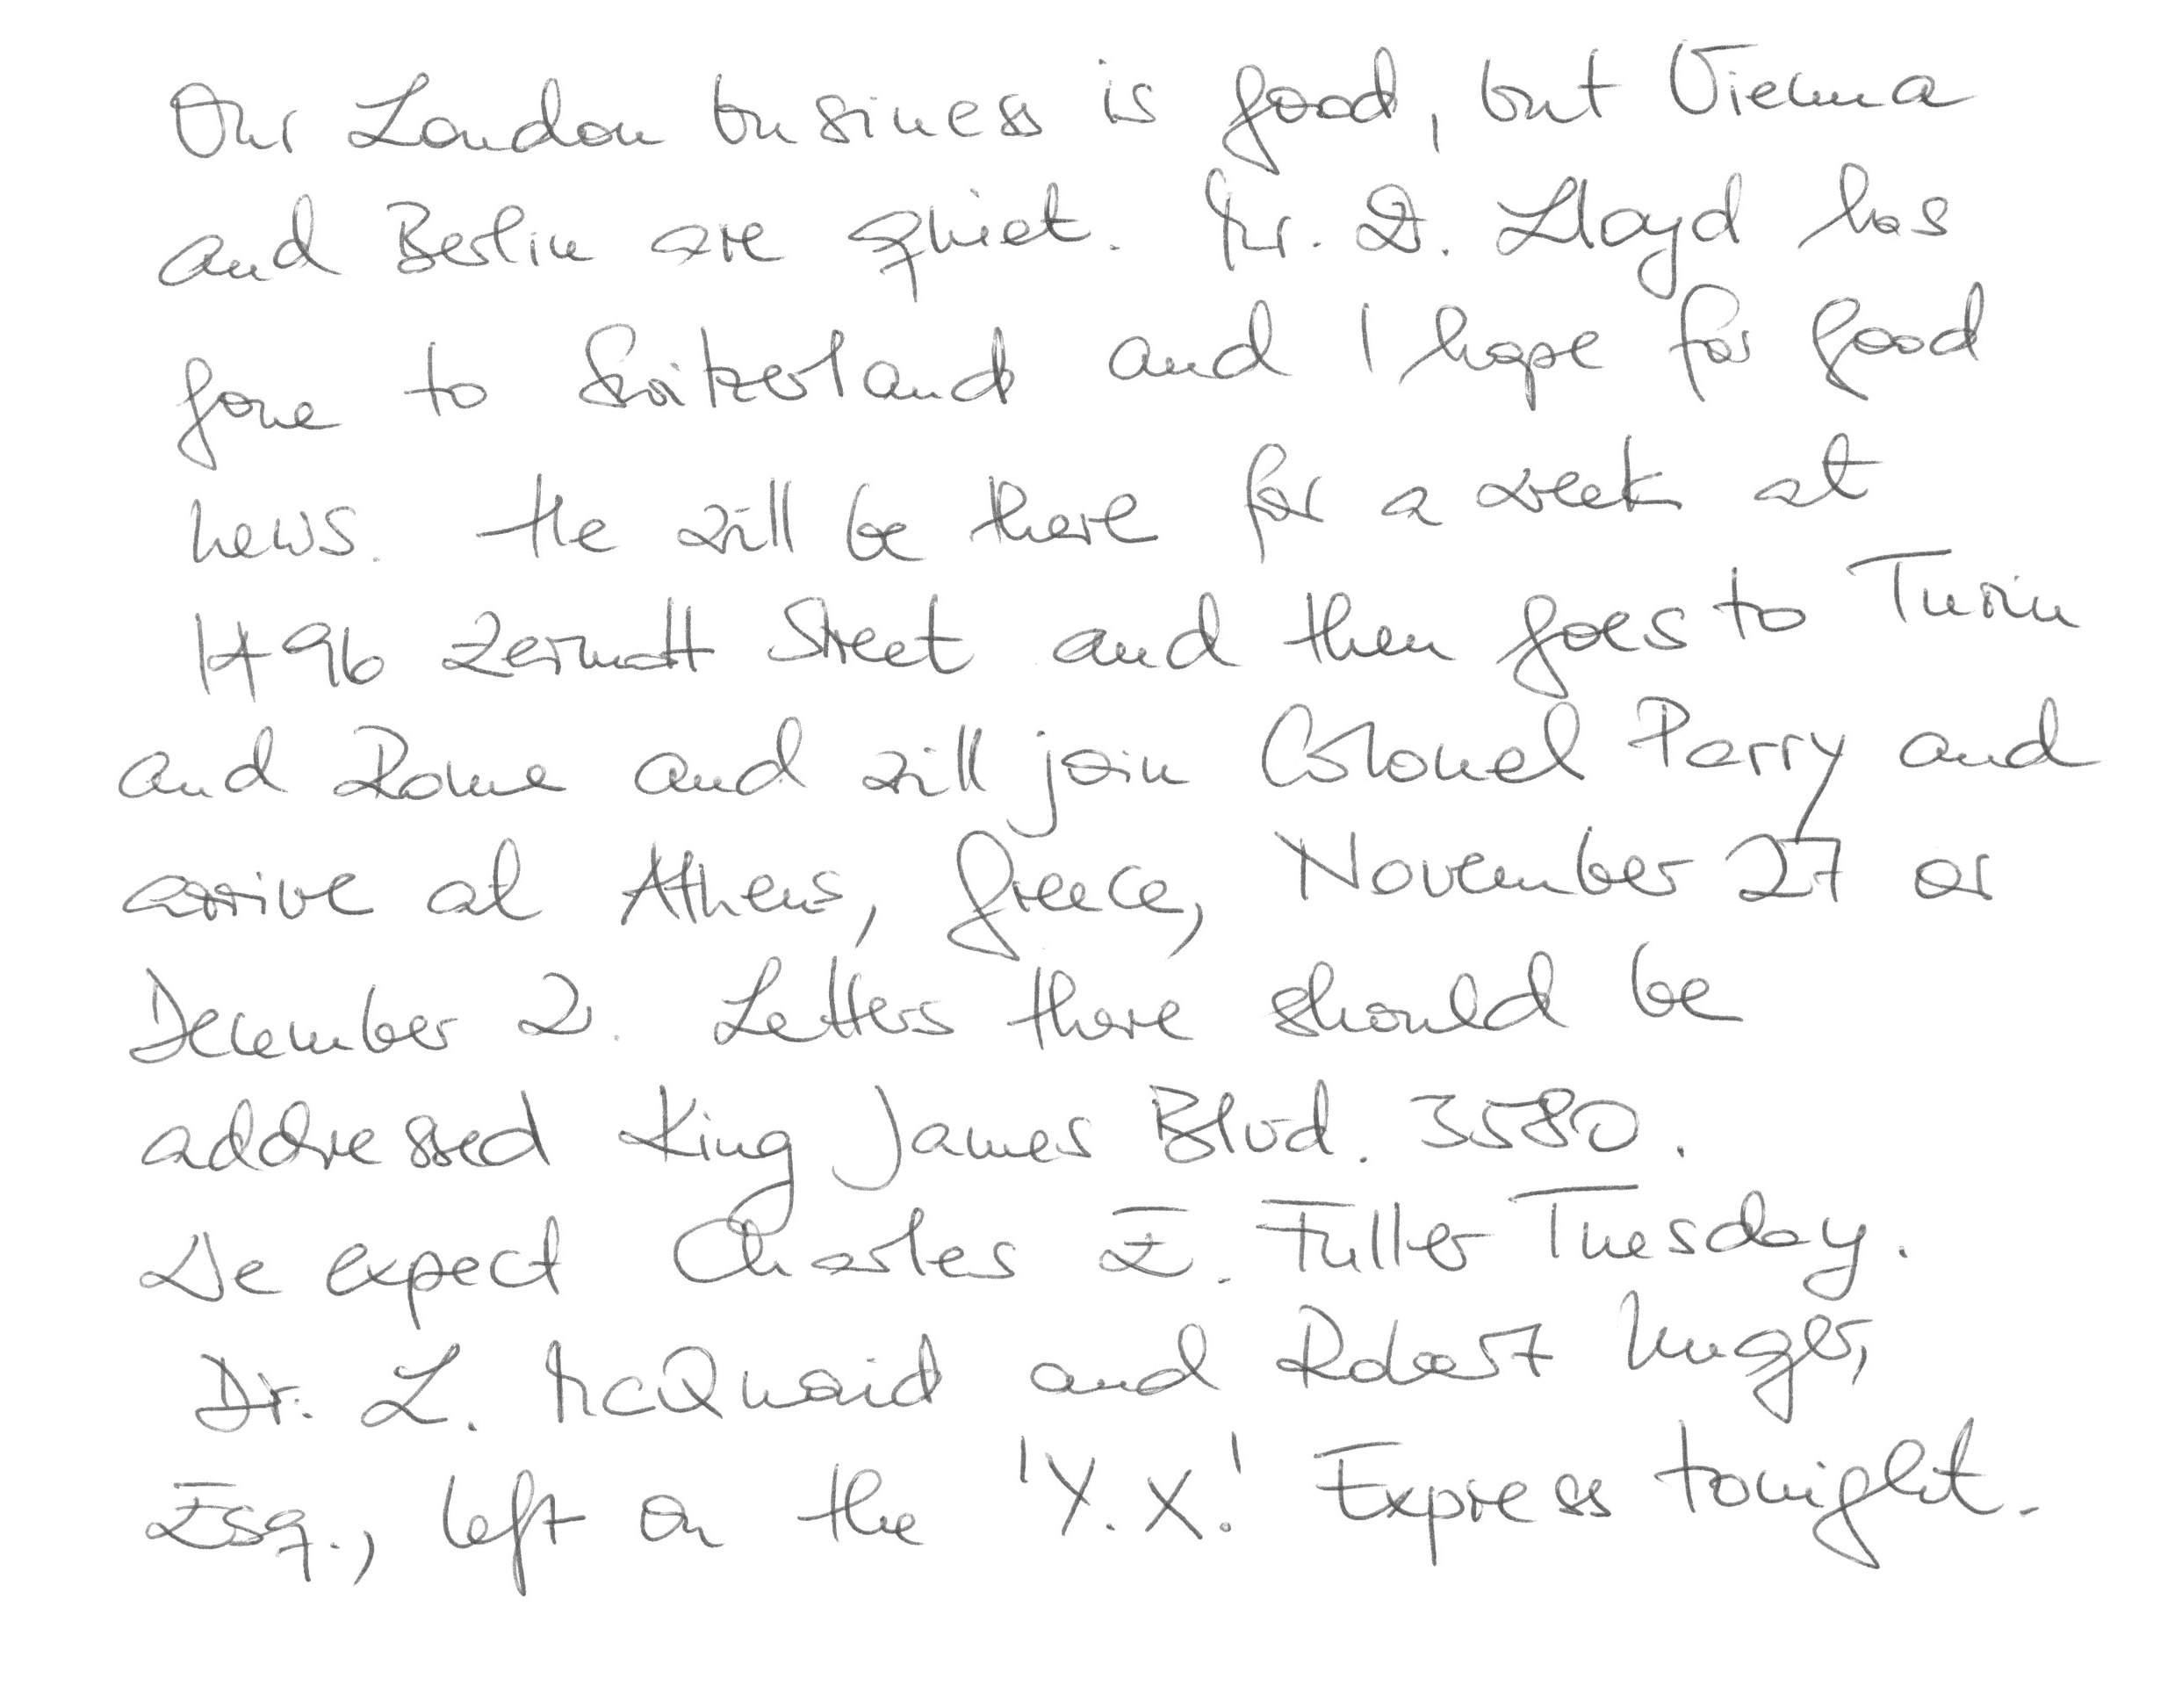 Our London business is good, but Vienna
and Berlin are quiet. Mr. D. Lloyd has
gone to Switzerland and I hope for good
news. He will be there for a week at
1496 Zermatt Street and then goes to Turin
and Rome and will join Colonel Parry and
arrive at Athens, Greece, November 27 or
December 2. Letters there should be
addressed King James Blvd. 3580.
We expect Charles E. Fuller Tuesday.
Dr. L. McQuaid and Robert Unger,
Esq., left on the 'Y.X.' Express tonight.